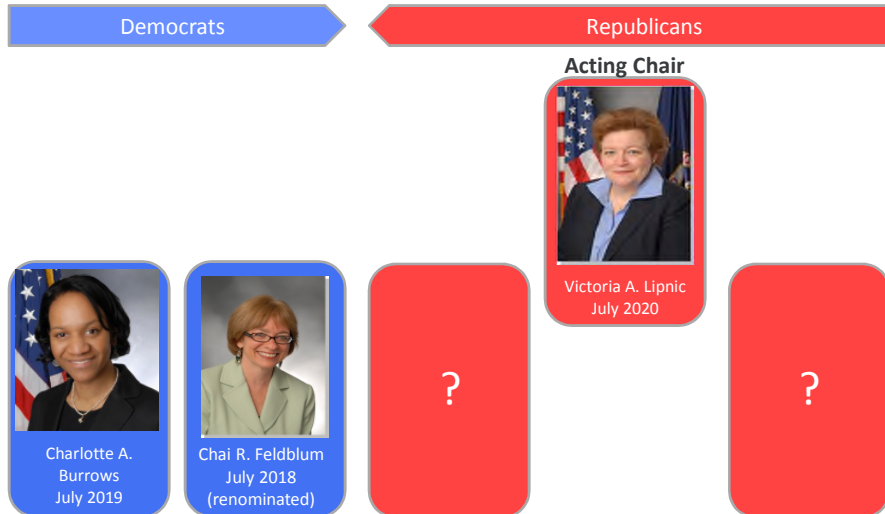 Democrats
Republicans
Acting Chair
Victoria A. Lipnic
July 2020
Charlotte A.
Burrows
July 2019
Chai R. Feldblum
July 2018
(renominated)
?
?